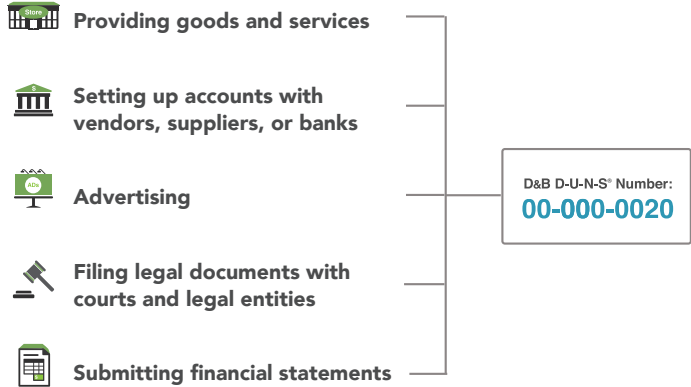 Store
Providing goods and services
$
Setting up accounts with
vendors, suppliers, or banks
ADs
Advertising
D&B D-U-N-S® Number:
00-000-0020
Filing legal documents with
courts and legal entities
Submitting financial statements